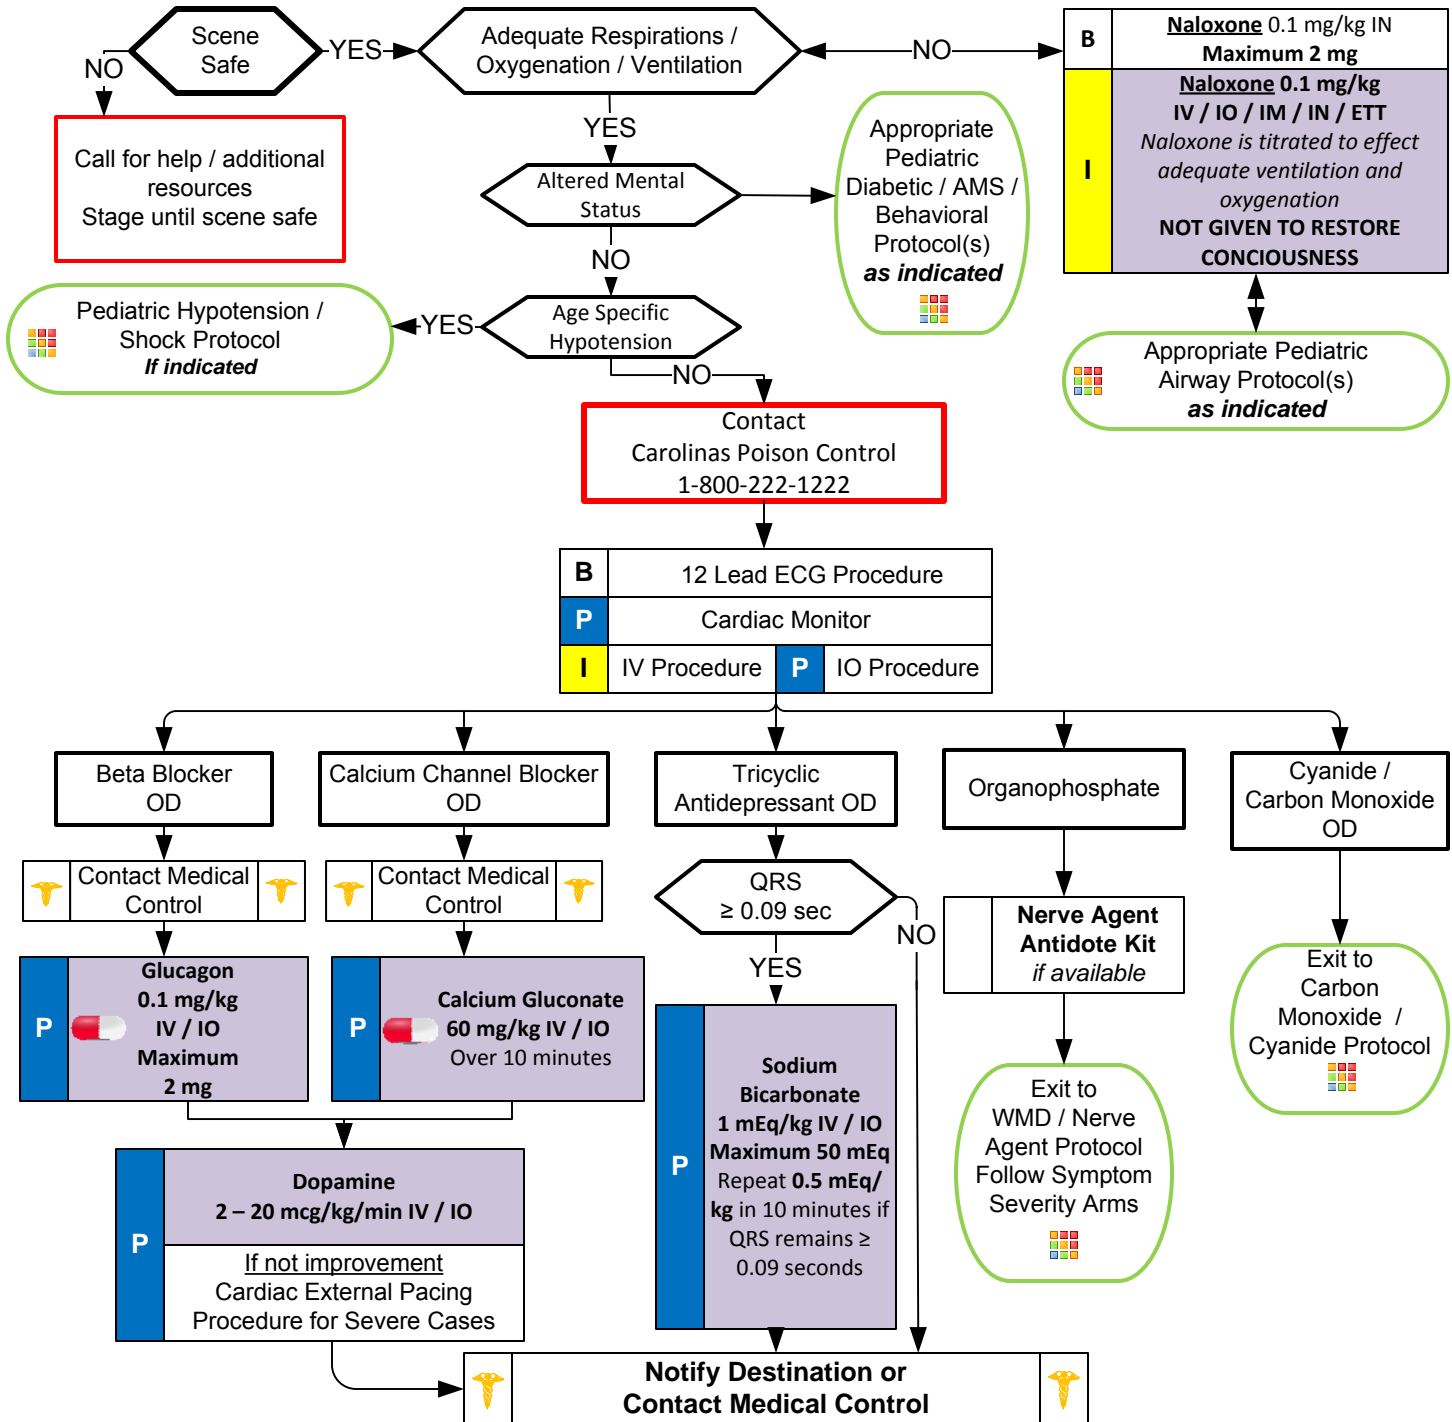 Scene
Safe
YES
NO
Adequate Respirations /
Oxygenation / Ventilation
NO
B
Naloxone 0.1 mg/kg IN
Maximum 2 mg
I
Naloxone 0.1 mg/kg
IV / IO / IM / IN / ETT
Naloxone is titrated to effect
adequate ventilation and
oxygenation
NOT GIVEN TO RESTORE
CONCIOUSNESS
Call for help / additional
resources
Stage until scene safe
YES
Altered Mental
Status
Appropriate
Pediatric
Diabetic / AMS /
Behavioral
Protocol(s)
as indicated
NO
Pediatric Hypotension /
Shock Protocol
If indicated
YES
Age Specific
Hypotension
NO
Appropriate Pediatric
Airway Protocol(s)
as indicated
Contact
Carolinas Poison Control
1-800-222-1222
B
12 Lead ECG Procedure
P
Cardiac Monitor
I
IV Procedure
P
IO Procedure
Beta Blocker
OD
Calcium Channel Blocker
OD
Tricyclic
Antidepressant OD
Organophosphate
Cyanide /
Carbon Monoxide
OD
Contact Medical
Control
Contact Medical
Control
QRS
≥ 0.09 sec
NO
YES
Nerve Agent
Antidote Kit
if available
Exit to
Carbon
Monoxide /
Cyanide Protocol
P
Glucagon
0.1 mg/kg
IV / IO
Maximum
2 mg
P
Calcium Gluconate
60 mg/kg IV / IO
Over 10 minutes
P
Sodium
Bicarbonate
1 mEq/kg IV / IO
Maximum 50 mEq
Repeat 0.5 mEq/
kg in 10 minutes if
QRS remains ≥
0.09 seconds
Exit to
WMD / Nerve
Agent Protocol
Follow Symptom
Severity Arms
P
Dopamine
2 – 20 mcg/kg/min IV / IO
If not improvement
Cardiac External Pacing
Procedure for Severe Cases
Notify Destination or
Contact Medical Control